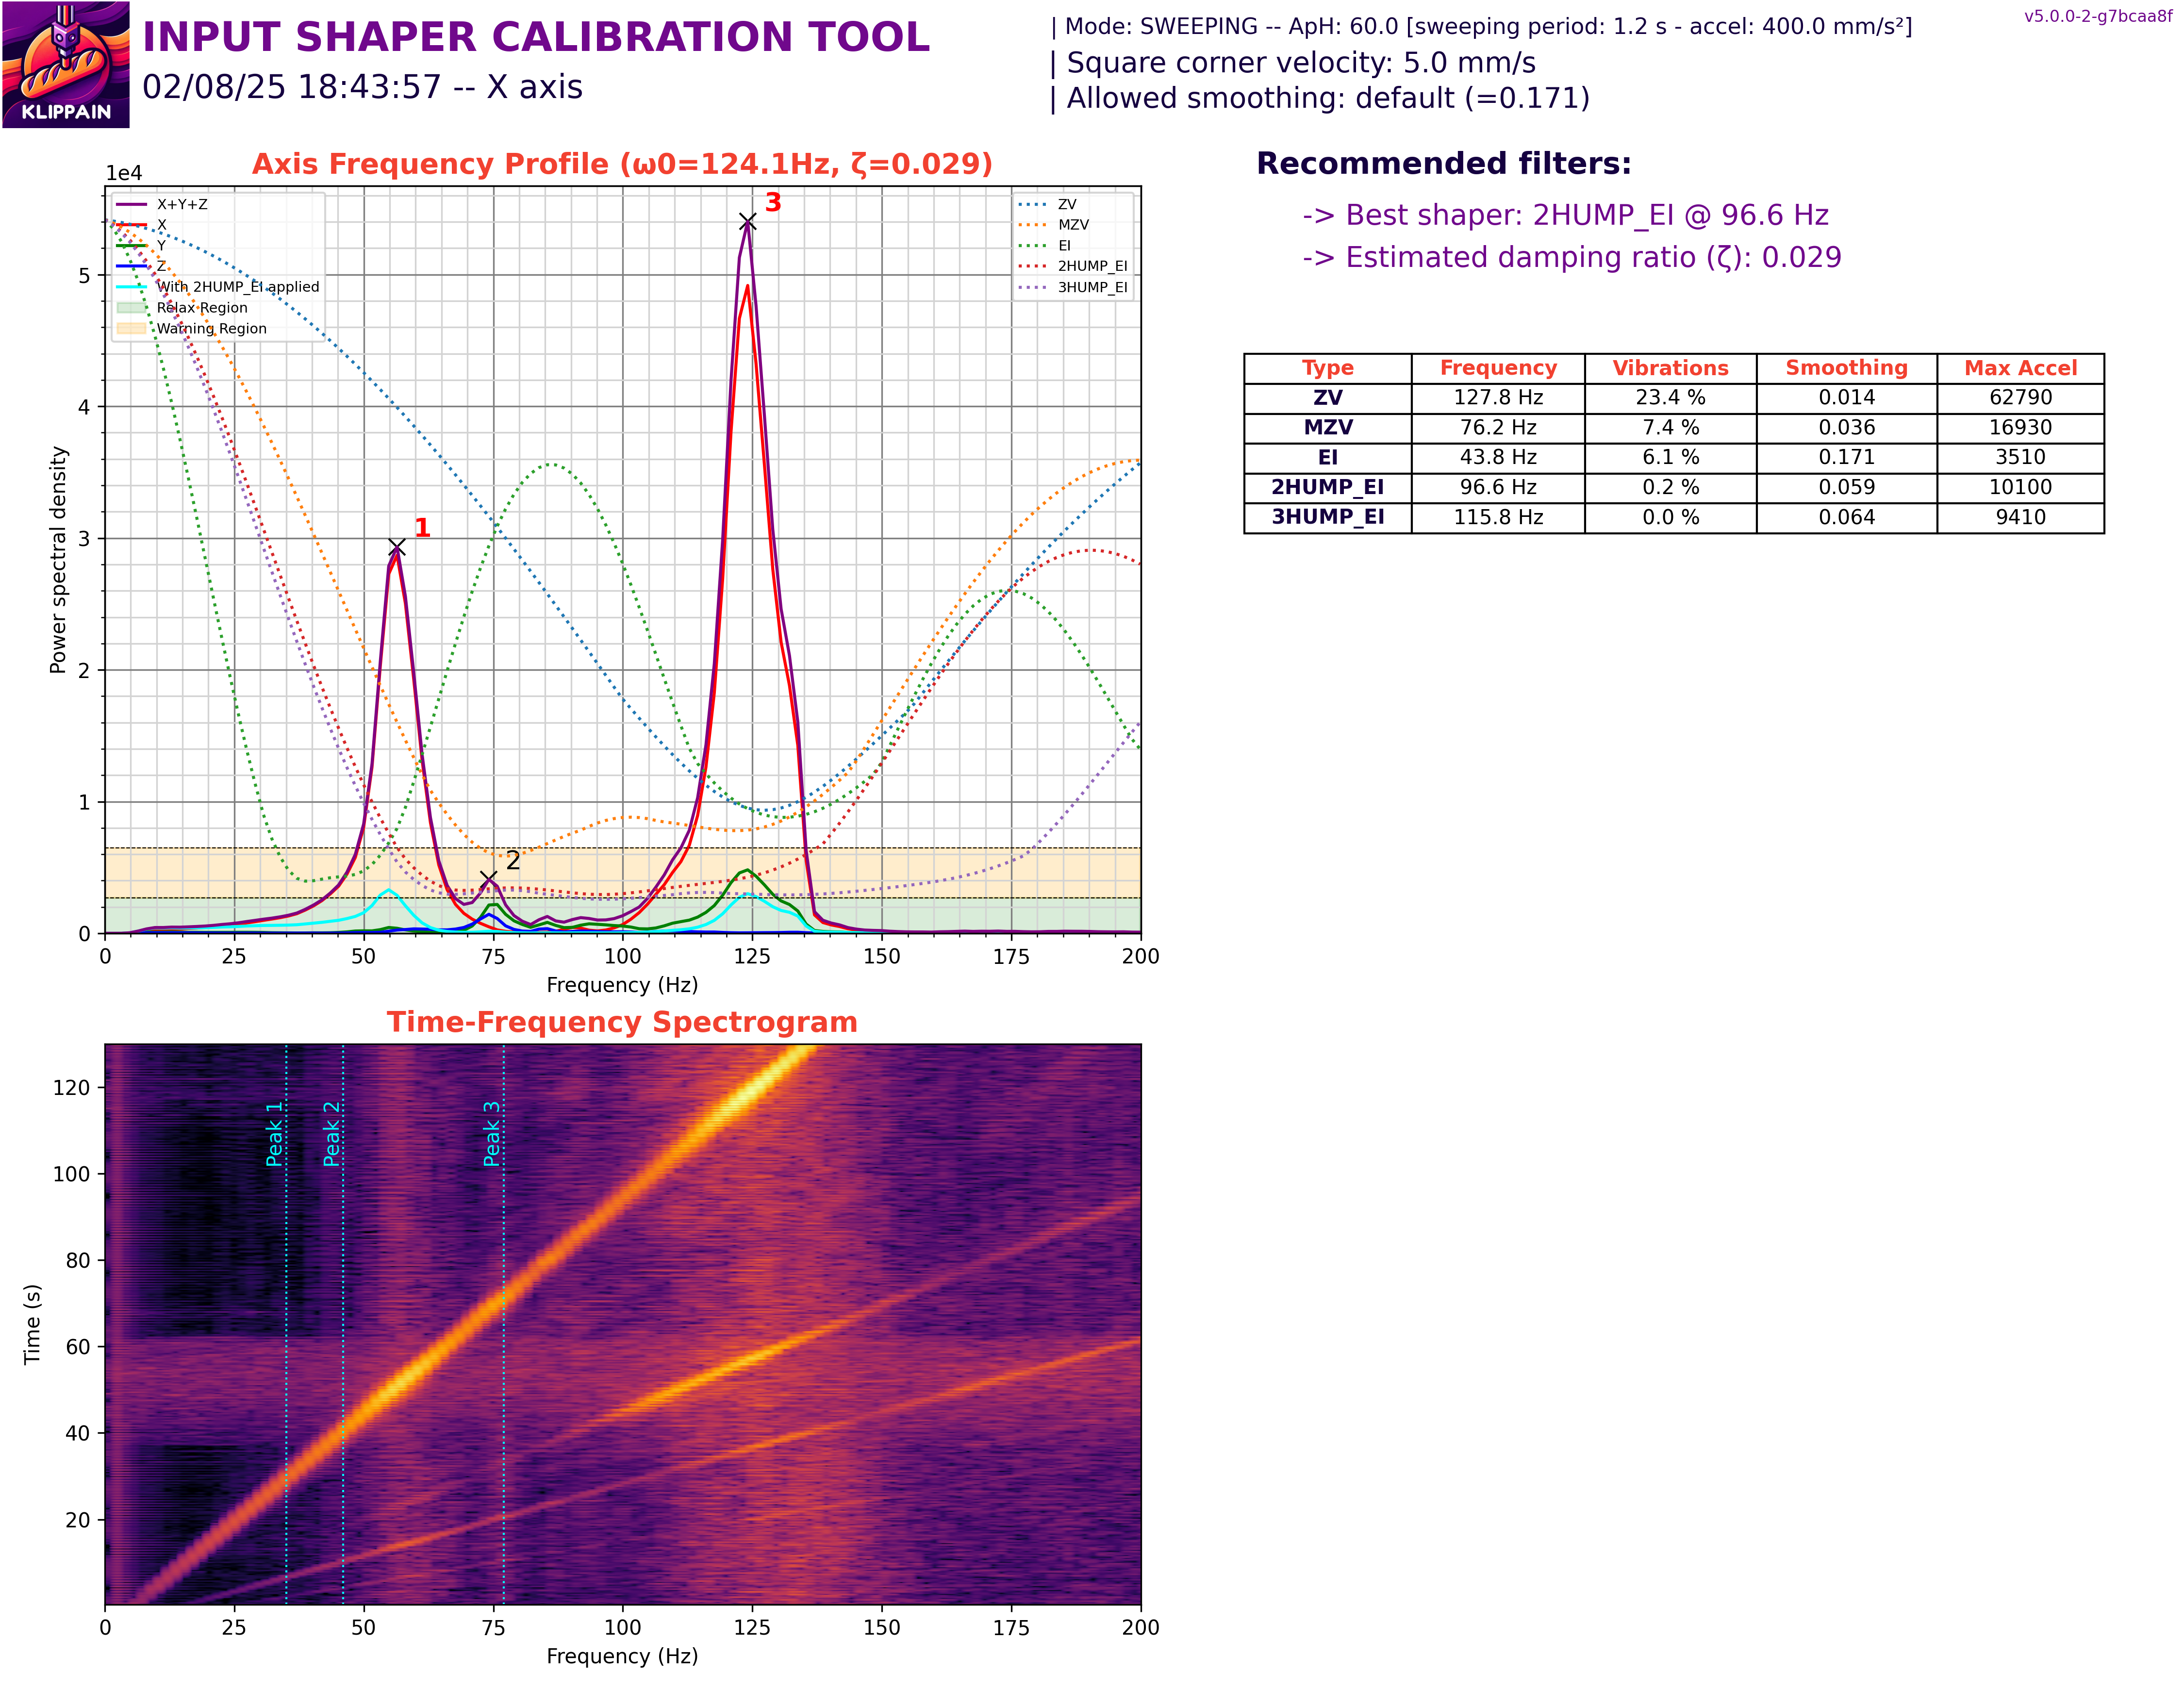 KLIPPAIN
INPUT SHAPER CALIBRATION TOOL
02/08/25 18:43:57 -- X axis
| Mode: SWEEPING -- ApH: 60.0 [sweeping period: 1.2 s - accel: 400.0 mm/s²]
| Square corner velocity: 5.0 mm/s
| Allowed smoothing: default (=0.171)
v5.0.0-2-g7bcaa8f
Axis Frequency Profile (ω0=124.1Hz, ζ=0.029)
1e4
X+Y+Z
X
Y
Z
With 2HUMP_EI applied
Relax Region
Warning Region
ZV
MZV
EI
2HUMP_EI
3HUMP_EI
1
2
3
Power spectral density
5
4
3
2
1
0
0 25 50 75 100 125 150 175 200
Frequency (Hz)
Recommended filters:
-> Best shaper: 2HUMP_EI @ 96.6 Hz
-> Estimated damping ratio (ζ): 0.029
Type Frequency Vibrations Smoothing Max Accel
ZV 127.8 Hz 23.4 % 0.014 62790
MZV 76.2 Hz 7.4 % 0.036 16930
EI 43.8 Hz 6.1 % 0.171 3510
2HUMP_EI 96.6 Hz 0.2 % 0.059 10100
3HUMP_EI 115.8 Hz 0.0 % 0.064 9410
Time-Frequency Spectrogram
Peak 1
Peak 2
Peak 3
Time (s)
120
100
80
60
40
20
0 25 50 75 100 125 150 175 200
Frequency (Hz)